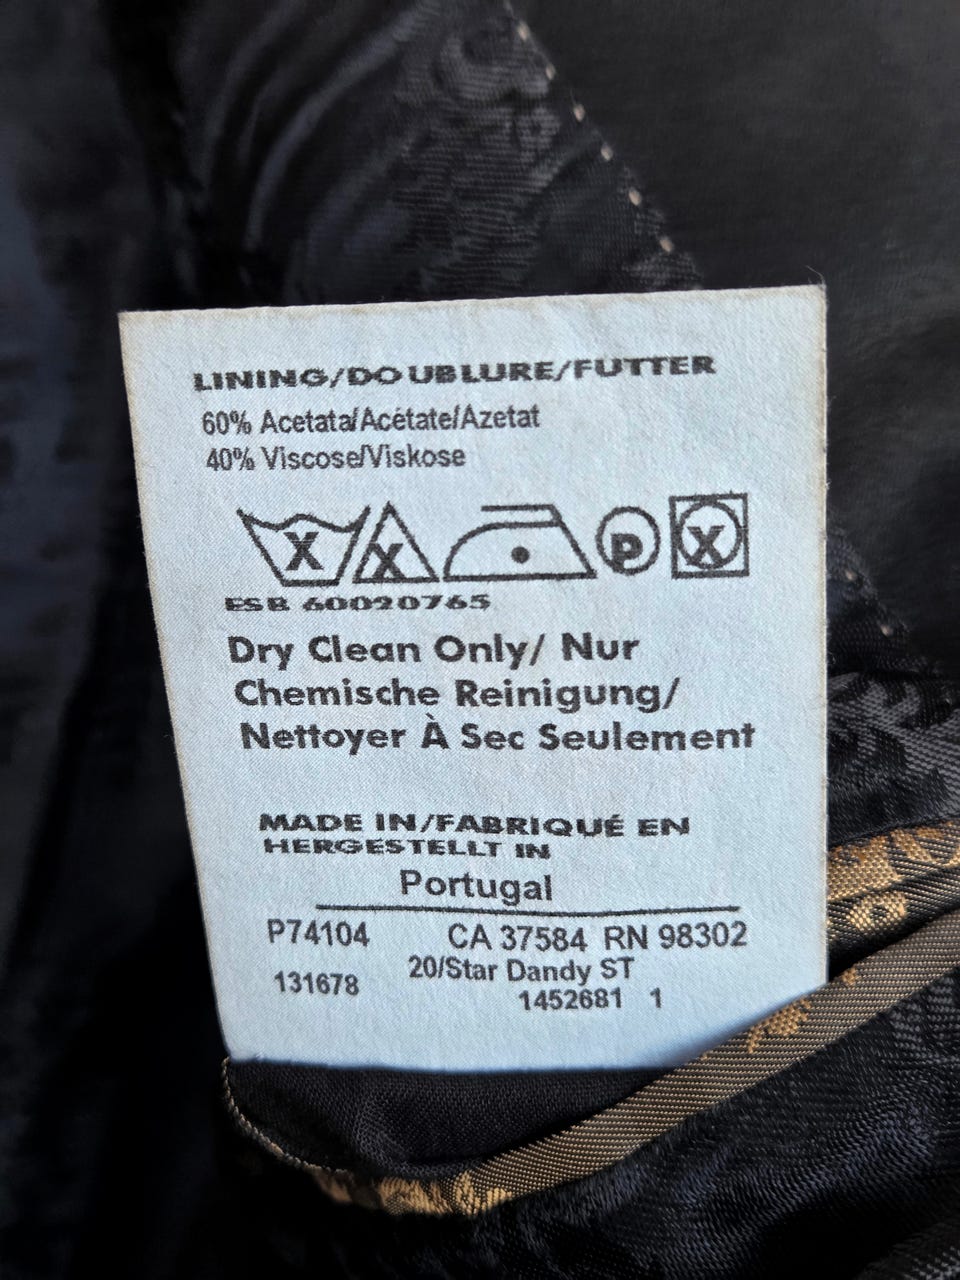 LINING/DOUBLURE/FUTTER
60% Acetata/Acétate/Azetat
40% Viscose/Viskose
P
ESB 60020765
Dry Clean Only/ Nur
Chemische Reinigung/
Nettoyer À Sec Seulement
MADE IN/FABRIQUÉ EN
HERGESTELLT IN
Portugal
P74104 CA 37584 RN 98302
131678 20/Star Dandy ST
1452681 1